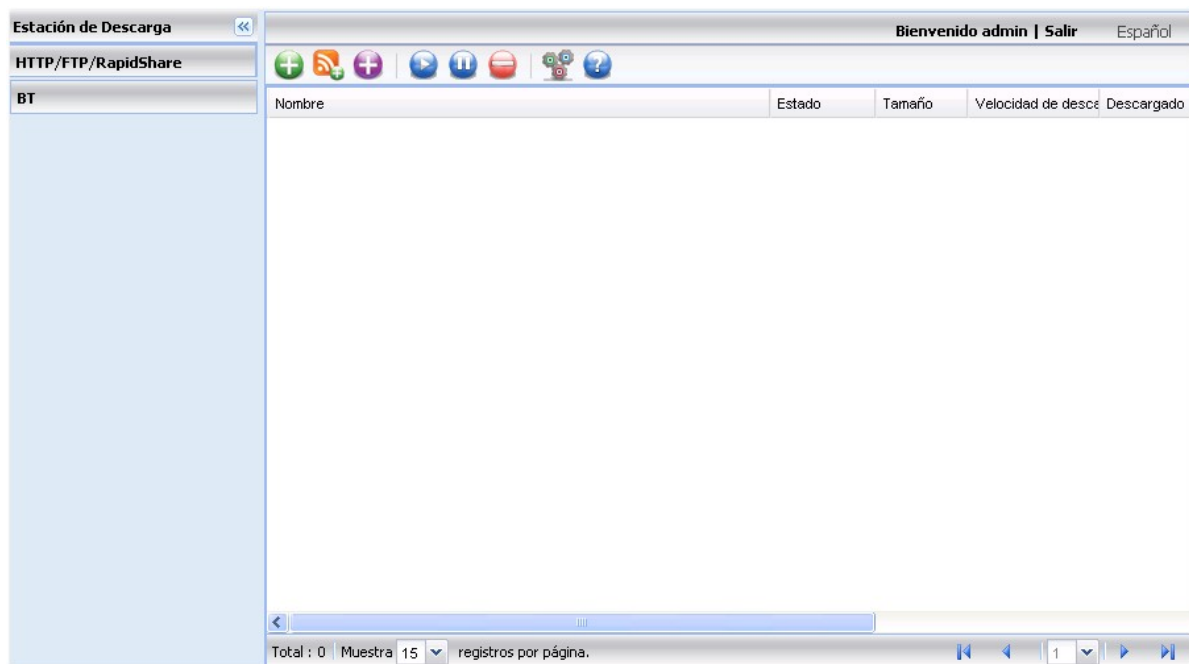 Estación de Descarga
Bienvenido admin | Salir Español
HTTP/FTP/RapidShare
BT
Nombre Estado Tamaño Velocidad de desca Descargado
Total : 0 Muestra 15 registros por página. 1